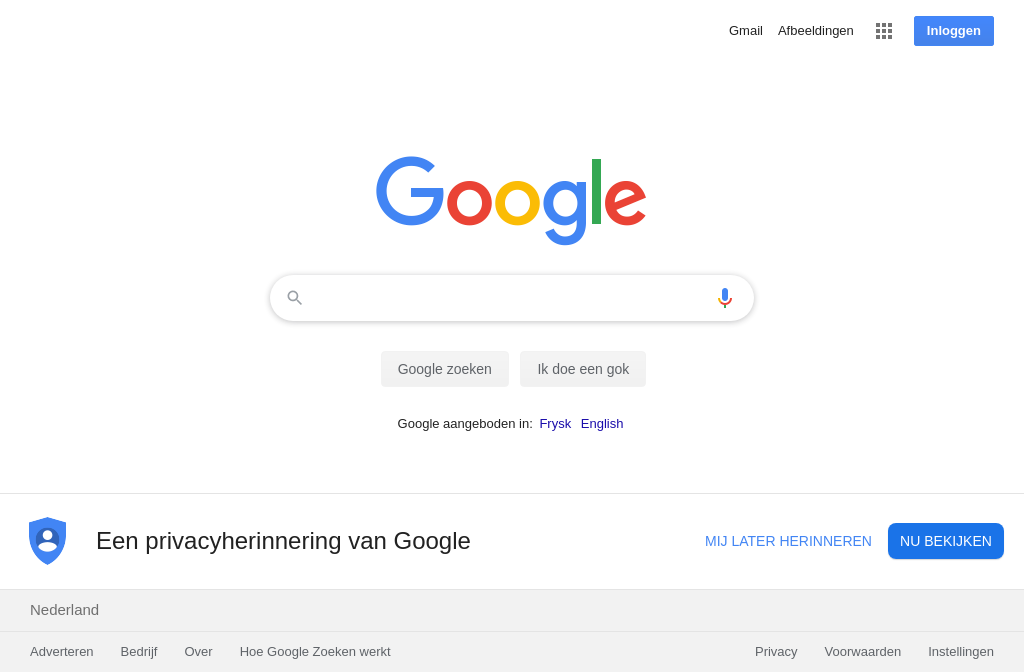 Gmail Afbeeldingen Inloggen
Google
Google zoeken Ik doe een gok
Google aangeboden in: Frysk English
Een privacyherinnering van Google MIJ LATER HERINNEREN NU BEKIJKEN
Nederland
Adverteren Bedrijf Over Hoe Google Zoeken werkt Privacy Voorwaarden Instellingen